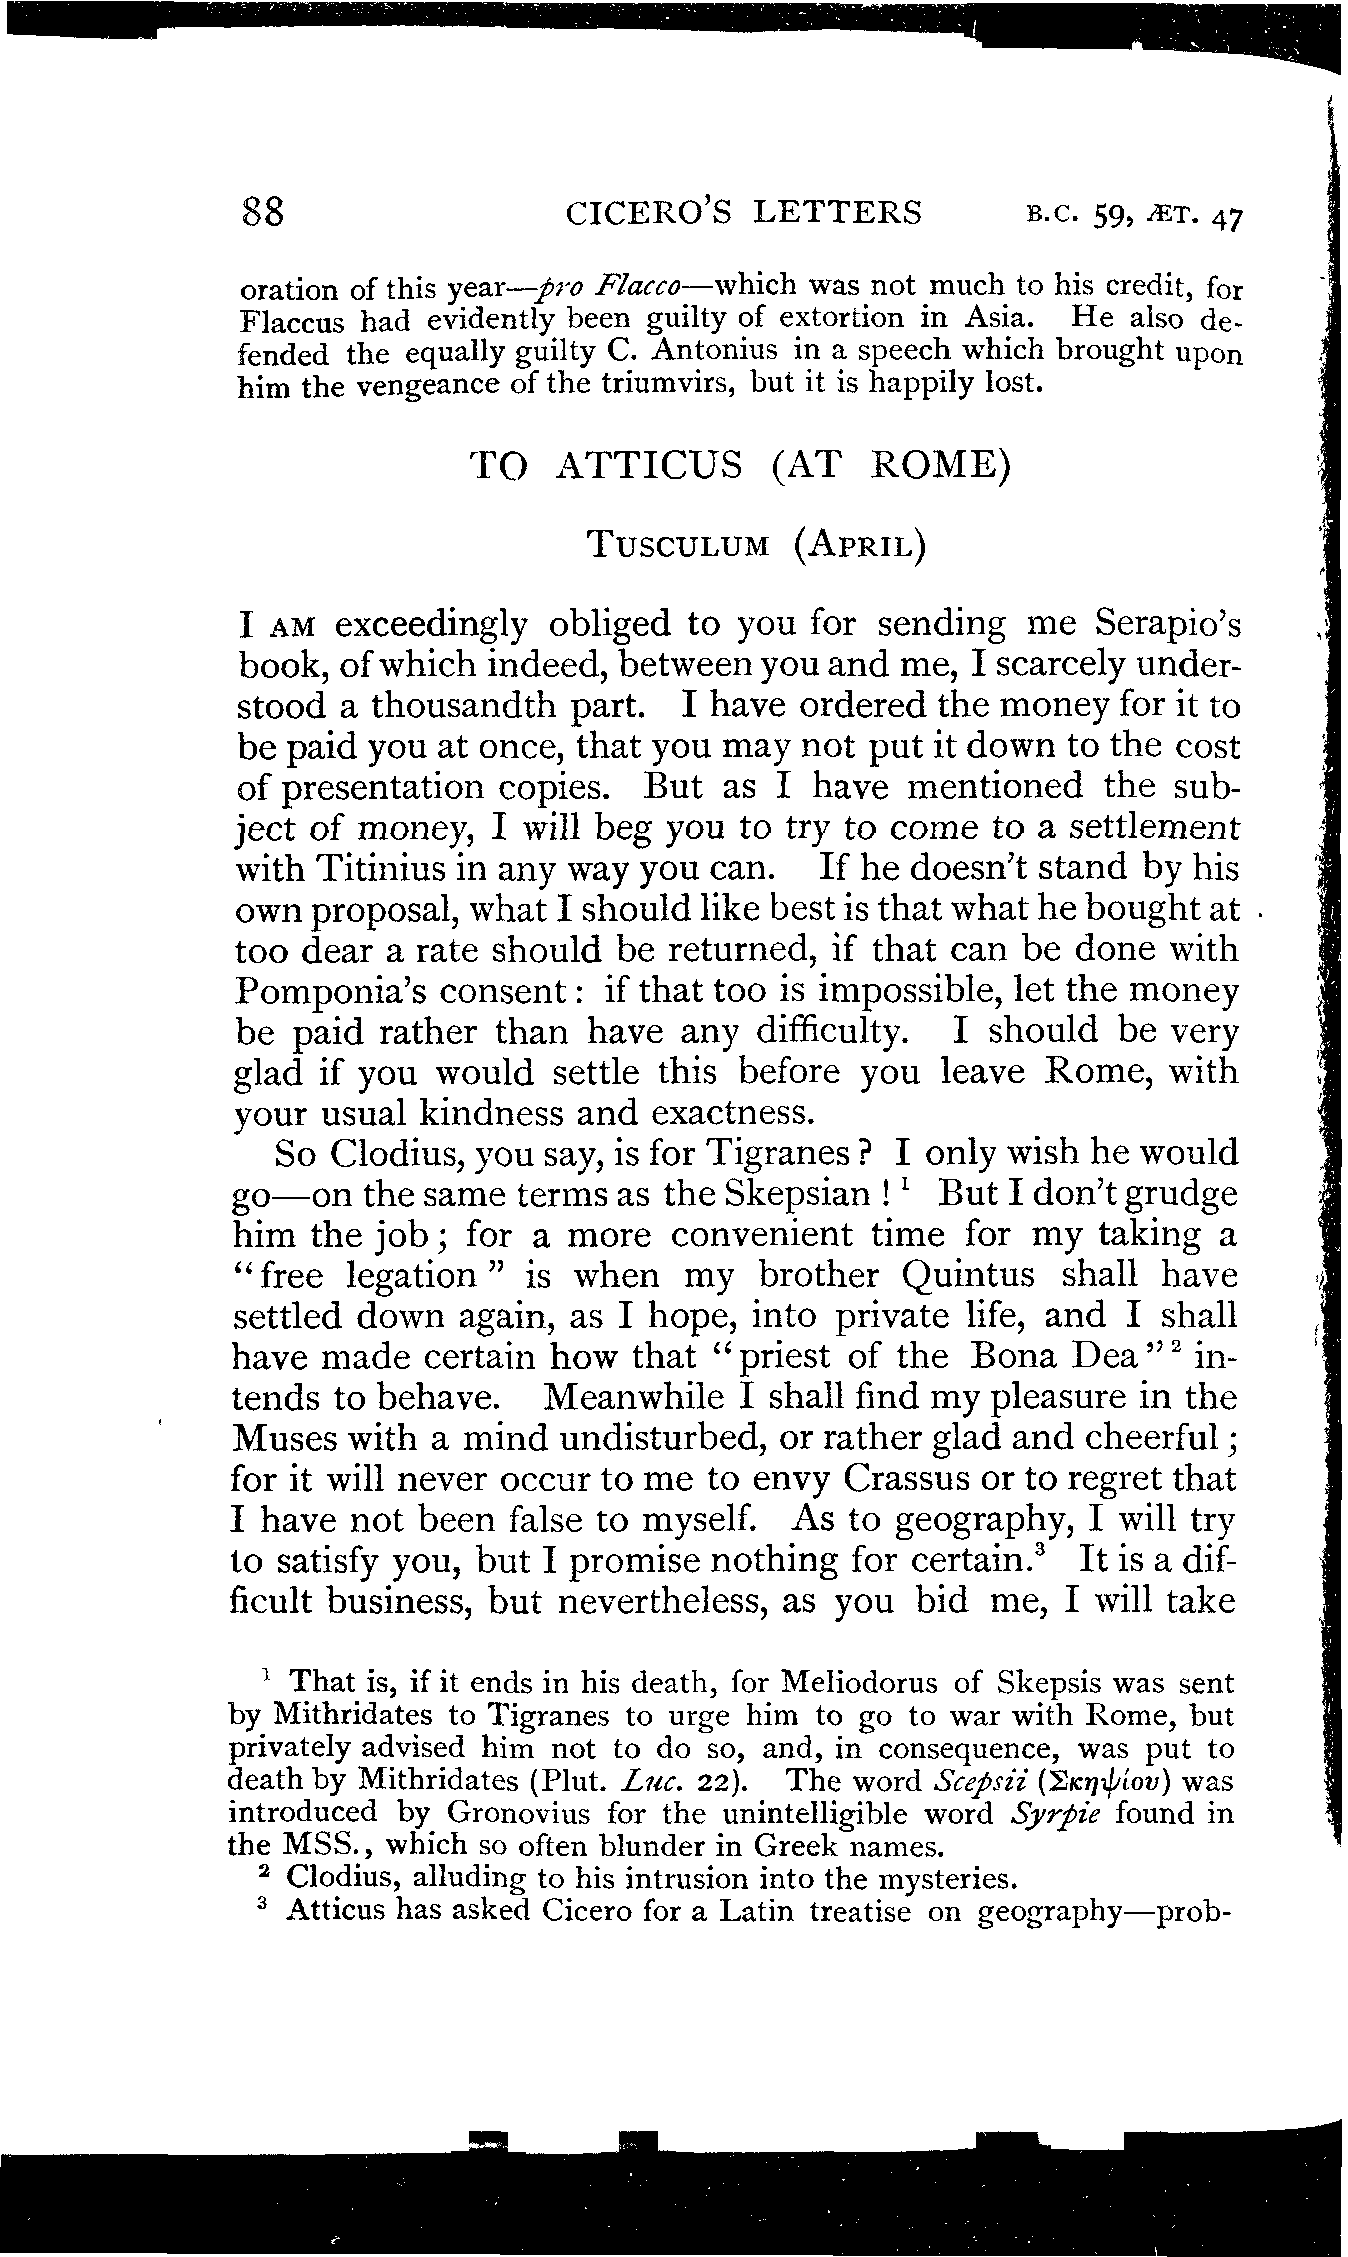 88 CICERO'S LETTERS B.C. 59, ÆT. 47
oration of this year—pro Flacco—which was not much to his credit, for
Flaccus had evidently been guilty of extortion in Asia. He also de-
fended the equally guilty C. Antonius in a speech which brought upon
him the vengeance of the triumvirs, but it is happily lost.
TO ATTICUS (AT ROME)
TUSCULUM (APRIL)
I AM exceedingly obliged to you for sending me Serapio's
book, of which indeed, between you and me, I scarcely under-
stood a thousandth part. I have ordered the money for it to
be paid you at once, that you may not put it down to the cost
of presentation copies. But as I have mentioned the sub-
ject of money, I will beg you to try to come to a settlement
with Titinius in any way you can. If he doesn't stand by his
own proposal, what I should like best is that what he bought at
too dear a rate should be returned, if that can be done with
Pomponia's consent: if that too is impossible, let the money
be paid rather than have any difficulty. I should be very
glad if you would settle this before you leave Rome, with
your usual kindness and exactness.
So Clodius, you say, is for Tigranes? I only wish he would
go—on the same terms as the Skepsian!¹ But I don't grudge
him the job; for a more convenient time for my taking a
"free legation" is when my brother Quintus shall have
settled down again, as I hope, into private life, and I shall
have made certain how that "priest of the Bona Dea"² in-
tends to behave. Meanwhile I shall find my pleasure in the
Muses with a mind undisturbed, or rather glad and cheerful;
for it will never occur to me to envy Crassus or to regret that
I have not been false to myself. As to geography, I will try
to satisfy you, but I promise nothing for certain.³ It is a dif-
ficult business, but nevertheless, as you bid me, I will take
¹ That is, if it ends in his death, for Meliodorus of Skepsis was sent
by Mithridates to Tigranes to urge him to go to war with Rome, but
privately advised him not to do so, and, in consequence, was put to
death by Mithridates (Plut. Luc. 22). The word Scepsii (Σκηψίου) was
introduced by Gronovius for the unintelligible word Syrpie found in
the MSS., which so often blunder in Greek names.
² Clodius, alluding to his intrusion into the mysteries.
³ Atticus has asked Cicero for a Latin treatise on geography—prob-